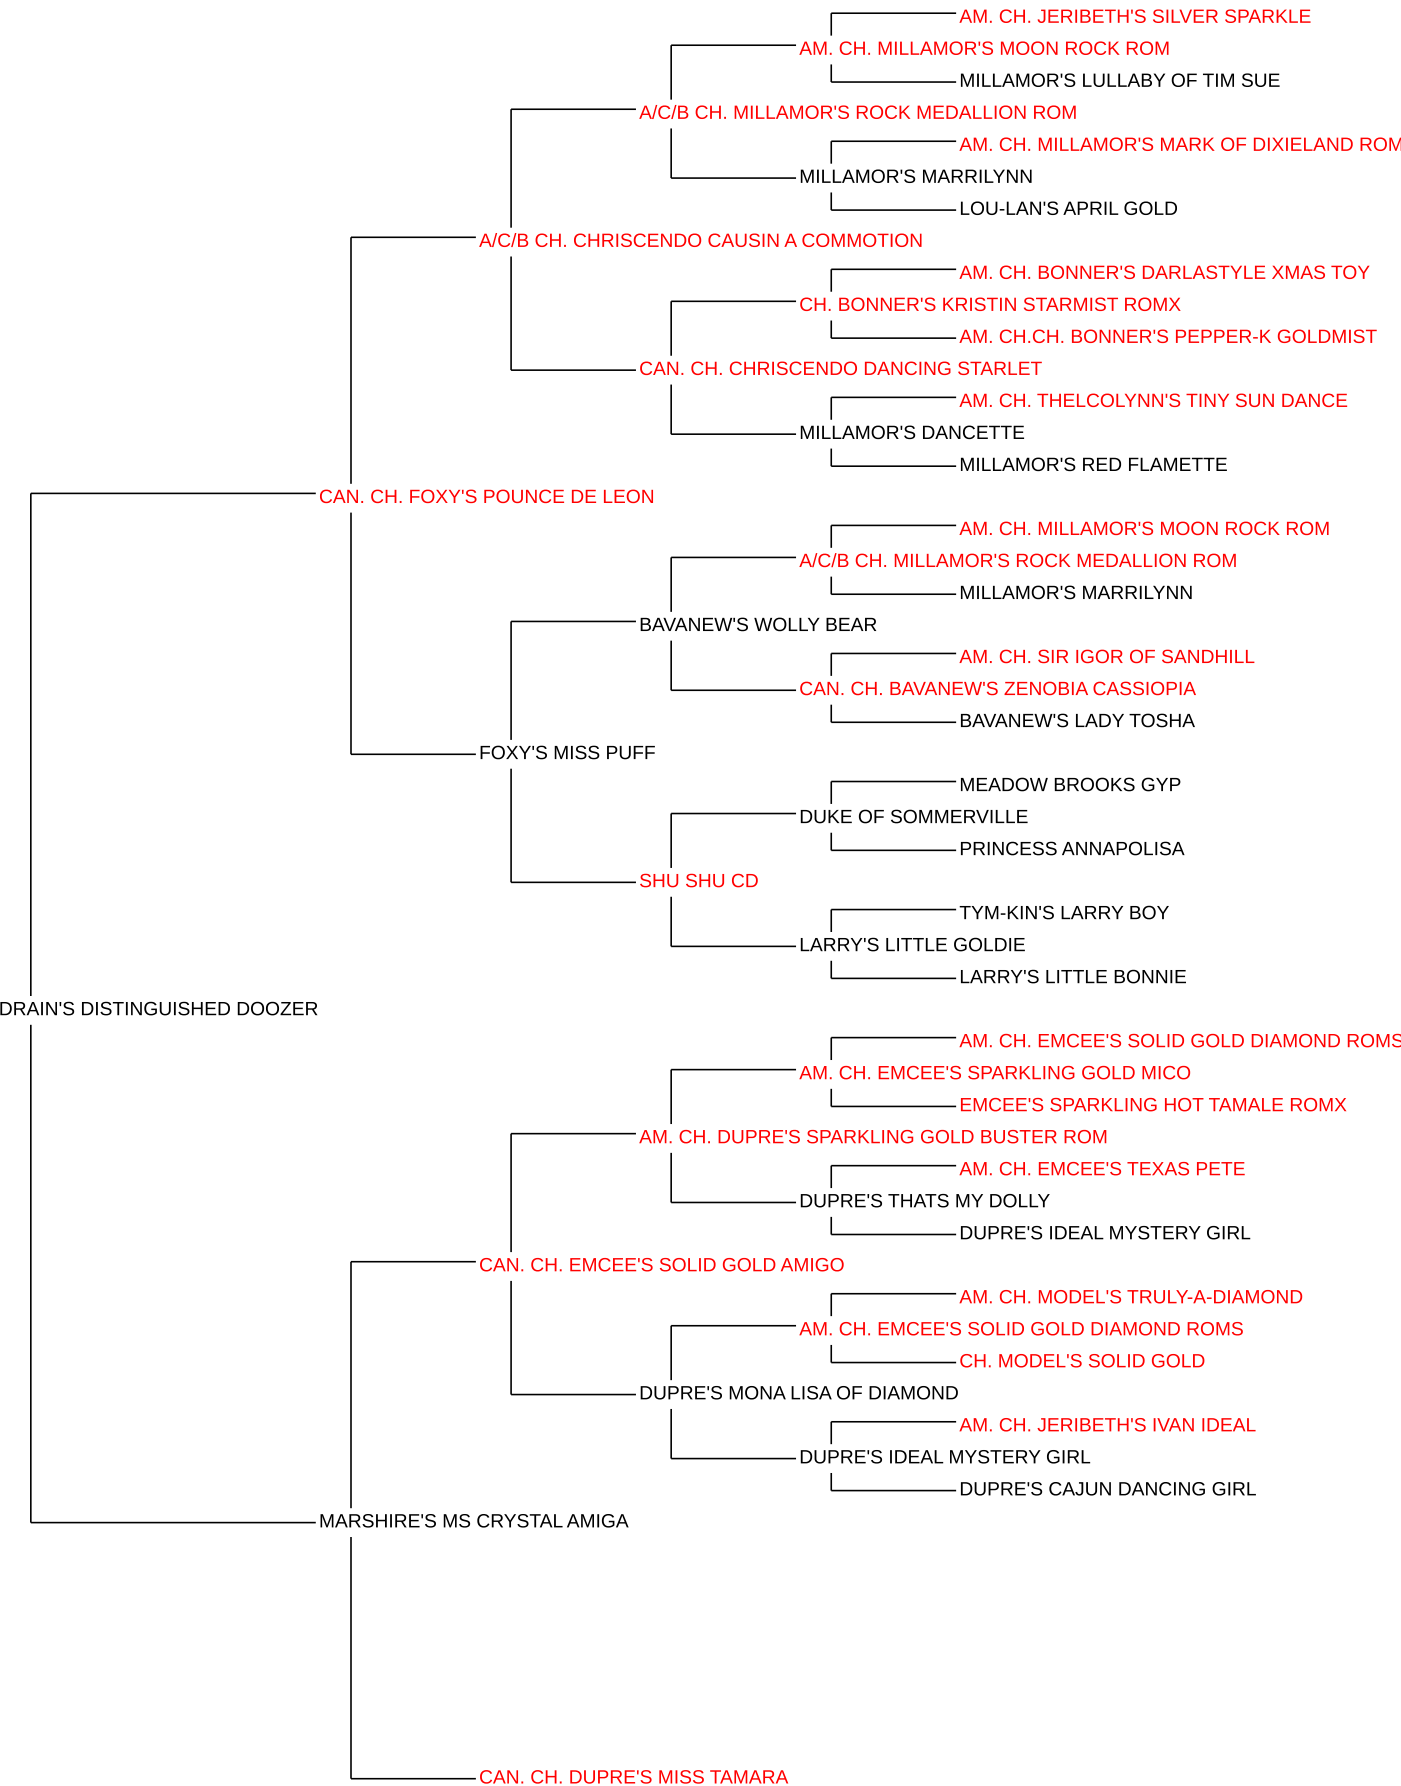 AM. CH. JERIBETH'S SILVER SPARKLE
AM. CH. MILLAMOR'S MOON ROCK ROM
MILLAMOR'S LULLABY OF TIM SUE
A/C/B CH. MILLAMOR'S ROCK MEDALLION ROM
AM. CH. MILLAMOR'S MARK OF DIXIELAND ROM
MILLAMOR'S MARRILYNN
LOU-LAN'S APRIL GOLD
A/C/B CH. CHRISCENDO CAUSIN A COMMOTION
AM. CH. BONNER'S DARLASTYLE XMAS TOY
CH. BONNER'S KRISTIN STARMIST ROMX
AM. CH.CH. BONNER'S PEPPER-K GOLDMIST
CAN. CH. CHRISCENDO DANCING STARLET
AM. CH. THELCOLYNN'S TINY SUN DANCE
MILLAMOR'S DANCETTE
MILLAMOR'S RED FLAMETTE
CAN. CH. FOXY'S POUNCE DE LEON
AM. CH. MILLAMOR'S MOON ROCK ROM
A/C/B CH. MILLAMOR'S ROCK MEDALLION ROM
MILLAMOR'S MARRILYNN
BAVANEW'S WOLLY BEAR
AM. CH. SIR IGOR OF SANDHILL
CAN. CH. BAVANEW'S ZENOBIA CASSIOPIA
BAVANEW'S LADY TOSHA
FOXY'S MISS PUFF
MEADOW BROOKS GYP
DUKE OF SOMMERVILLE
PRINCESS ANNAPOLISA
SHU SHU CD
TYM-KIN'S LARRY BOY
LARRY'S LITTLE GOLDIE
LARRY'S LITTLE BONNIE
DRAIN'S DISTINGUISHED DOOZER
AM. CH. EMCEE'S SOLID GOLD DIAMOND ROMS
AM. CH. EMCEE'S SPARKLING GOLD MICO
EMCEE'S SPARKLING HOT TAMALE ROMX
AM. CH. DUPRE'S SPARKLING GOLD BUSTER ROM
AM. CH. EMCEE'S TEXAS PETE
DUPRE'S THATS MY DOLLY
DUPRE'S IDEAL MYSTERY GIRL
CAN. CH. EMCEE'S SOLID GOLD AMIGO
AM. CH. MODEL'S TRULY-A-DIAMOND
AM. CH. EMCEE'S SOLID GOLD DIAMOND ROMS
CH. MODEL'S SOLID GOLD
DUPRE'S MONA LISA OF DIAMOND
AM. CH. JERIBETH'S IVAN IDEAL
DUPRE'S IDEAL MYSTERY GIRL
DUPRE'S CAJUN DANCING GIRL
MARSHIRE'S MS CRYSTAL AMIGA
CAN. CH. DUPRE'S MISS TAMARA